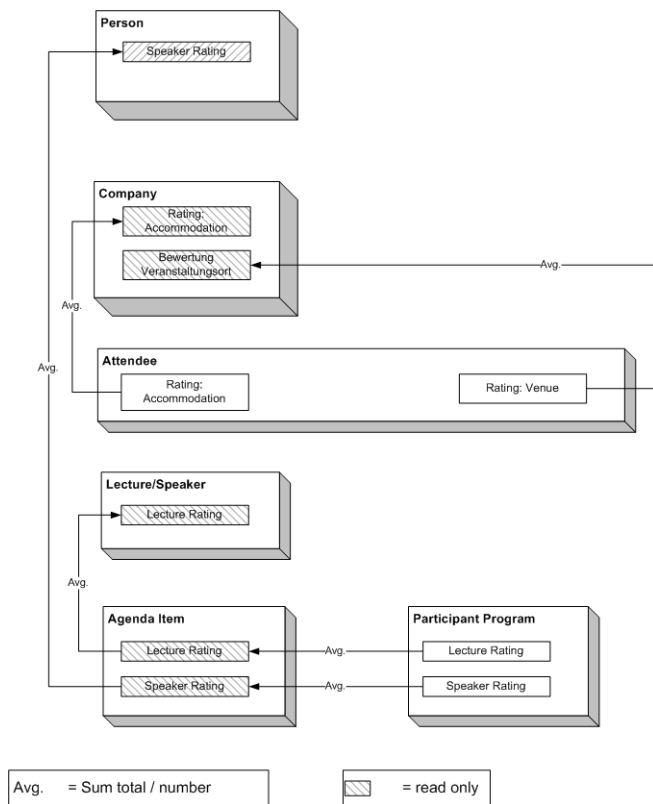 Person
Speaker Rating
Company
Rating:
Accommodation
Bewertung
Veranstaltungsort
Avg.
Avg.
Avg.
Attendee
Rating:
Accommodation
Rating: Venue
Lecture/Speaker
Lecture Rating
Avg.
Agenda Item
Participant Program
Lecture Rating
Avg.
Lecture Rating
Speaker Rating
Avg.
Speaker Rating
Avg. = Sum total / number
= read only